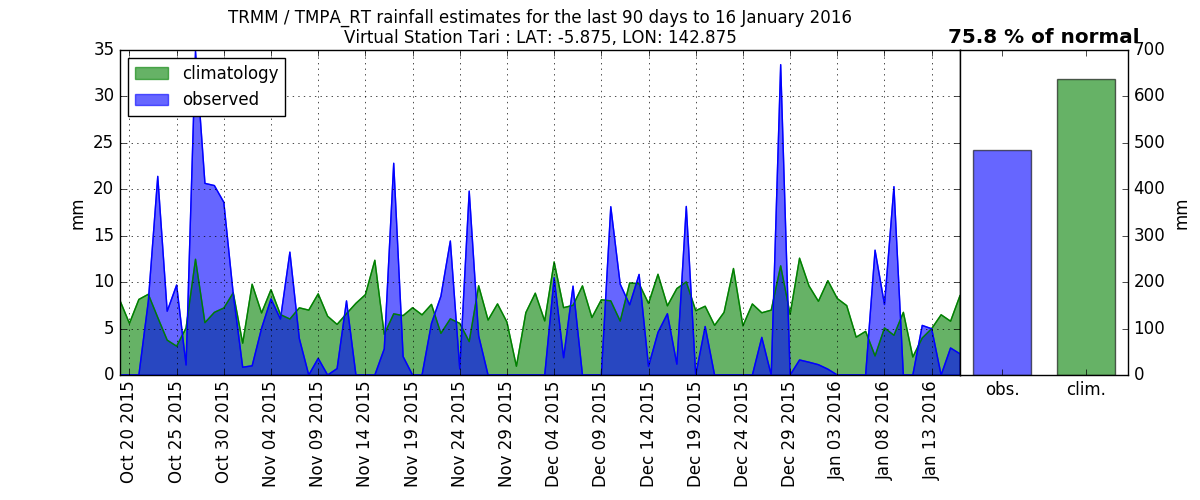 TRMM / TMPA_RT rainfall estimates for the last 90 days to 16 January 2016
Virtual Station Tari : LAT: -5.875, LON: 142.875
75.8 % of normal
climatology
observed
35
30
25
20
15
10
5
0
mm
Oct 20 2015
Oct 25 2015
Oct 30 2015
Nov 04 2015
Nov 09 2015
Nov 14 2015
Nov 19 2015
Nov 24 2015
Nov 29 2015
Dec 04 2015
Dec 09 2015
Dec 14 2015
Dec 19 2015
Dec 24 2015
Dec 29 2015
Jan 03 2016
Jan 08 2016
Jan 13 2016
700
600
500
400
300
200
100
0
mm
obs.
clim.